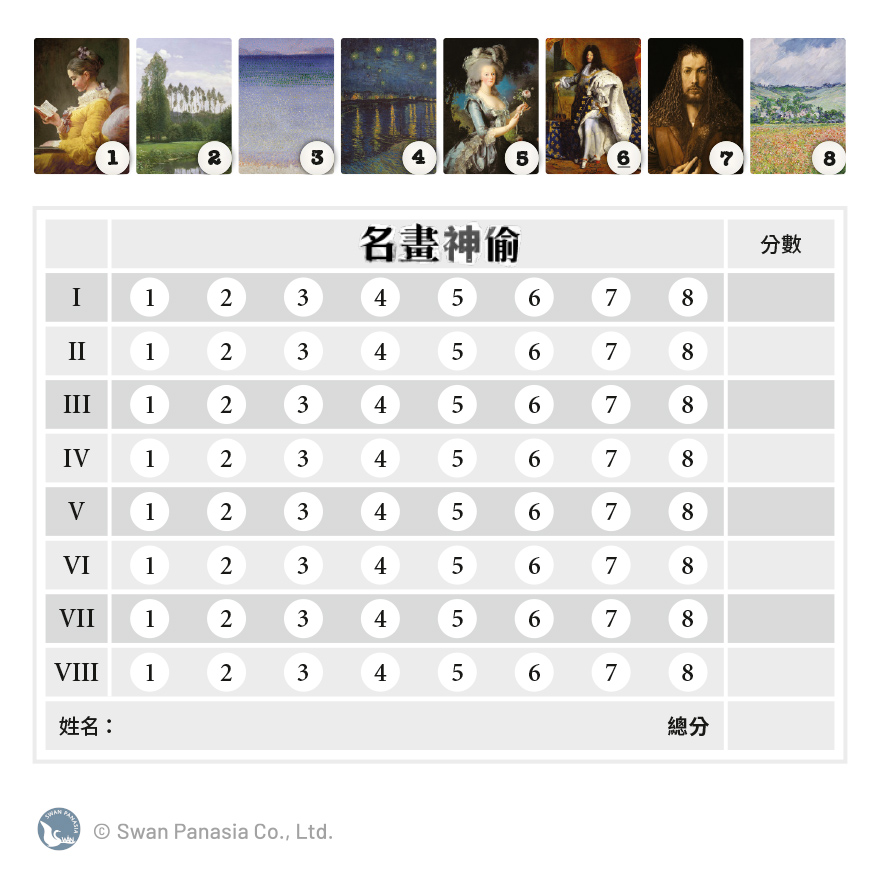 1 2 3 4 5 6 7 8
名畫神偷 分數
I 1 2 3 4 5 6 7 8
II 1 2 3 4 5 6 7 8
III 1 2 3 4 5 6 7 8
IV 1 2 3 4 5 6 7 8
V 1 2 3 4 5 6 7 8
VI 1 2 3 4 5 6 7 8
VII 1 2 3 4 5 6 7 8
VIII 1 2 3 4 5 6 7 8
姓名： 總分
SWAN PANASIA
© Swan Panasia Co., Ltd.